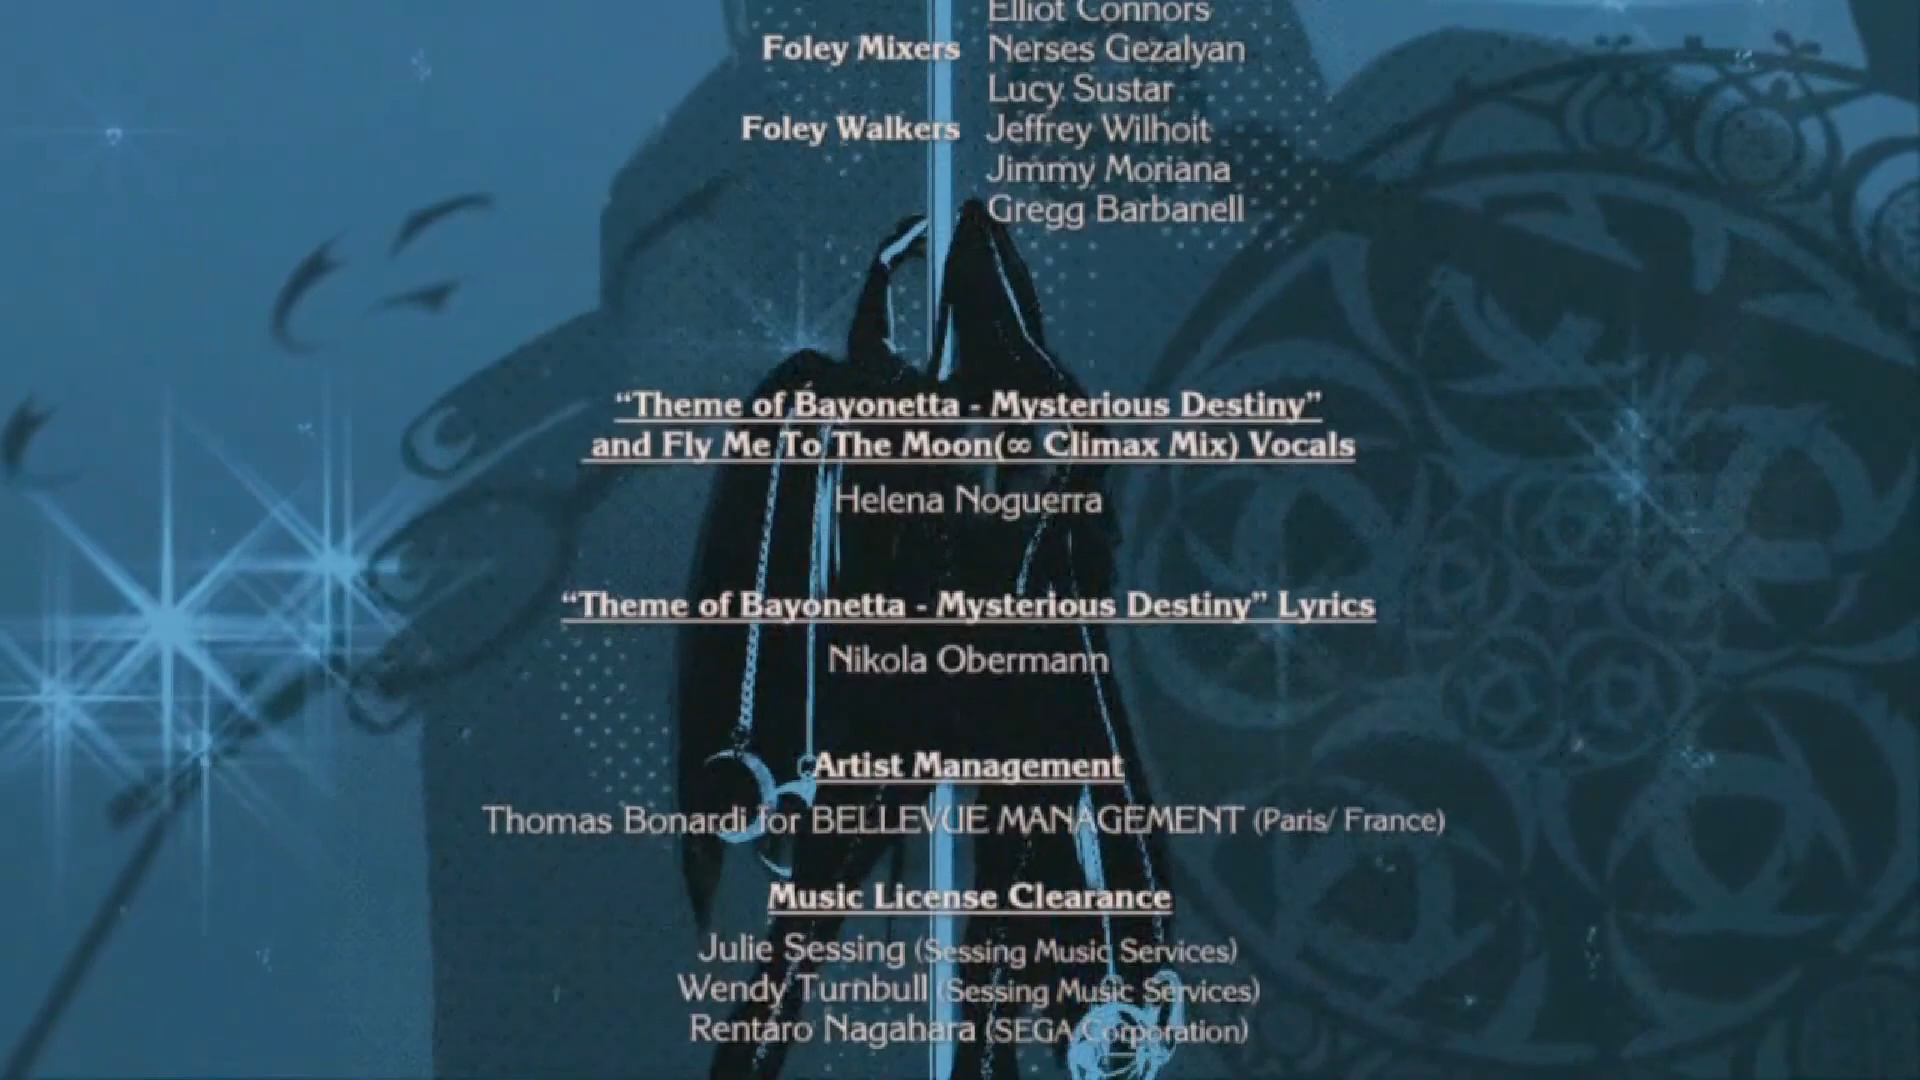 Elliot Connors
Foley Mixers Nerses Gezalyan
Lucy Sustar
Foley Walkers Jeffrey Wilhoit
Jimmy Moriana
Gregg Barbanell
“Theme of Bayonetta - Mysterious Destiny”
and Fly Me To The Moon(∞ Climax Mix) Vocals
Helena Noguerra
“Theme of Bayonetta - Mysterious Destiny” Lyrics
Nikola Obermann
Artist Management
Thomas Bonardi for BELLEVUE MANAGEMENT (Paris/ France)
Music License Clearance
Julie Sessing (Sessing Music Services)
Wendy Turnbull (Sessing Music Services)
Rentaro Nagahara (SEGA Corporation)